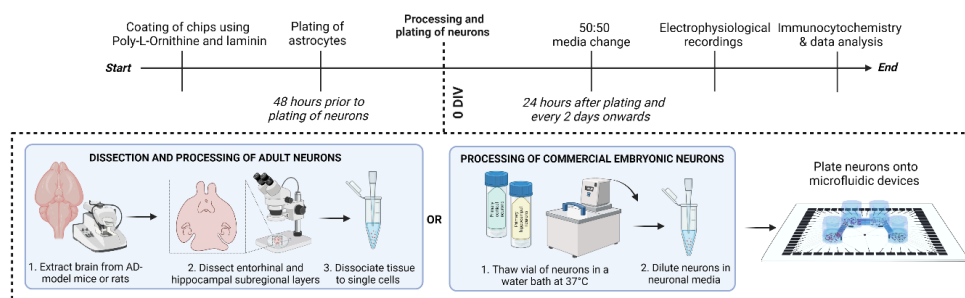 Coating of chips using
Poly-L-Ornithine and laminin
Plating of
astrocytes
Processing and
plating of neurons
50:50
media change
Electrophysiological
recordings
Immunocytochemistry
& data analysis
Start
End
48 hours prior to
plating of neurons
0 DIV
24 hours after plating and
every 2 days onwards
DISSECTION AND PROCESSING OF ADULT NEURONS
1. Extract brain from AD-
model mice or rats
2. Dissect entorhinal and
hippocampal subregional layers
3. Dissociate tissue
to single cells
OR
PROCESSING OF COMMERCIAL EMBRYONIC NEURONS
1. Thaw vial of neurons in a
water bath at 37°C
2. Dilute neurons in
neuronal media
Plate neurons onto
microfluidic devices